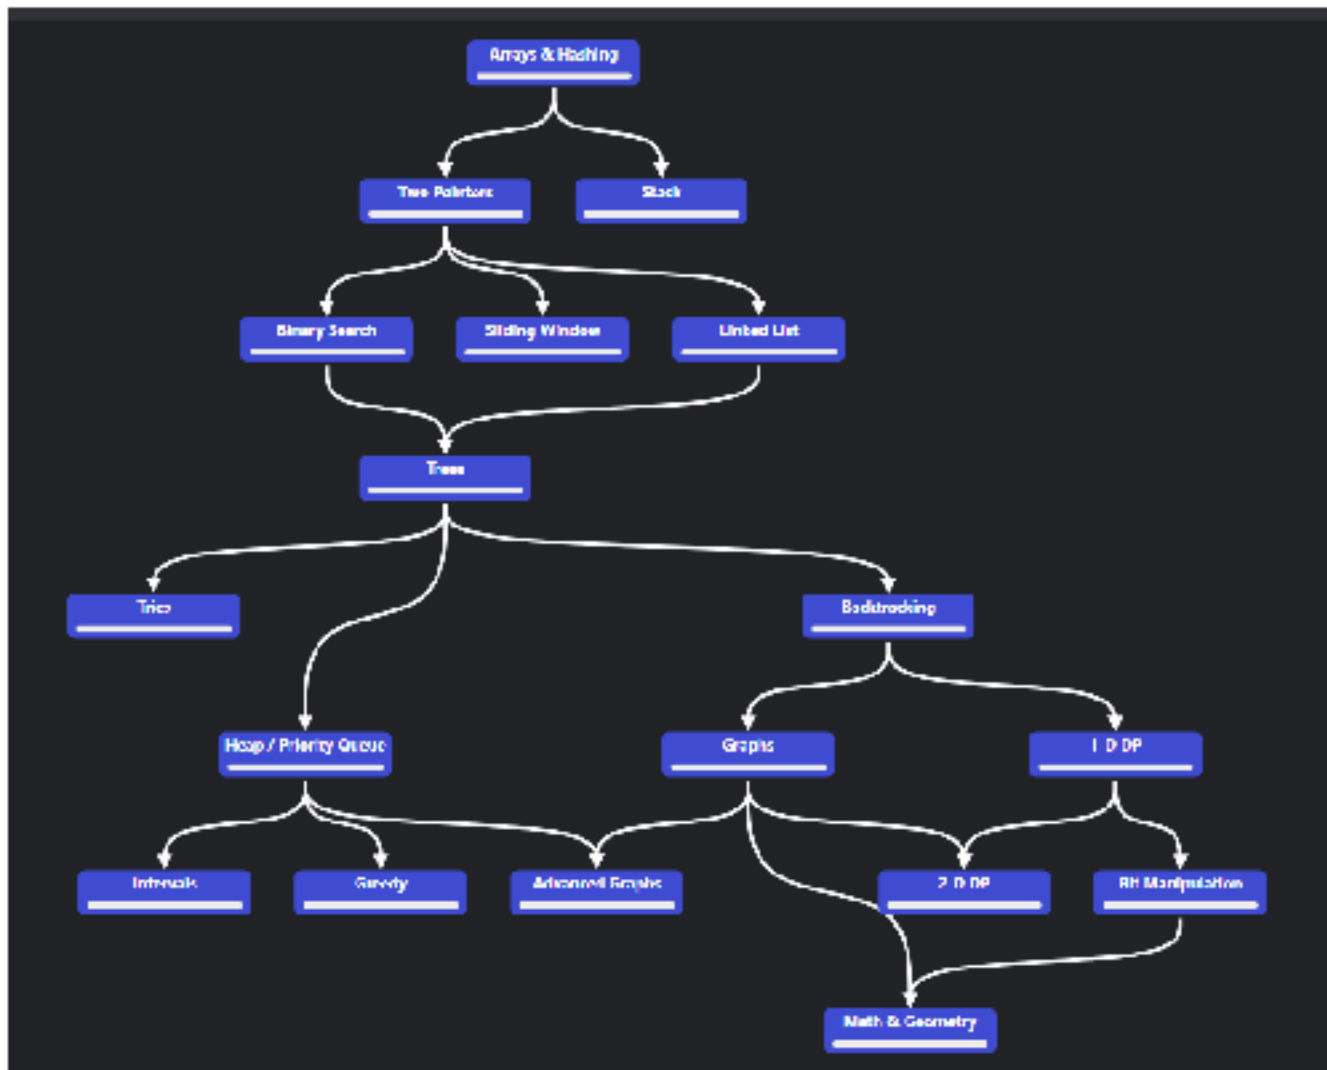 Arrays & Hashing
Two Pointers
Stack
Binary Search
Sliding Window
Linked List
Trees
Tries
Backtracking
Heap / Priority Queue
Graphs
1-D DP
Intervals
Greedy
Advanced Graphs
2-D DP
Bit Manipulation
Math & Geometry